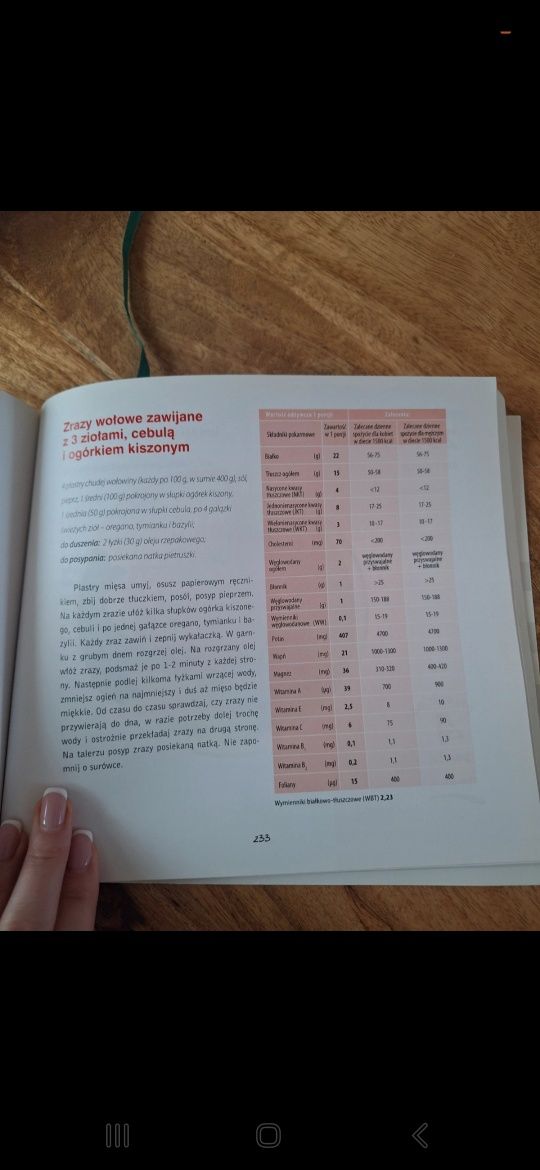 Zrazy wołowe zawijane
z 3 ziołami, cebulą
i ogórkiem kiszonym
4 plastry chudej wołowiny (każdy po 100 g, w sumie 400 g), sól,
pieprz, 1 średni (100 g) pokrojony w słupki ogórek kiszony,
1 średnia (50 g) pokrojona w słupki cebula, po 4 gałązki
świeżych ziół – oregano, tymianku i bazylii;
do duszenia: 2 łyżki (30 g) oleju rzepakowego;
do posypania: posiekana natka pietruszki.
Plastry mięsa umyj, osusz papierowym ręczni-
kiem, zbij dobrze tłuczkiem, posól, posyp pieprzem.
Na każdym zrazie ułóż kilka słupków ogórka kiszone-
go, cebuli i po jednej gałązce oregano, tymianku i ba-
zylii. Każdy zraz zawiń i zepnij wykałaczką. W garn-
ku z grubym dnem rozgrzej olej. Na rozgrzany olej
włóż zrazy, podsmaż je po 1-2 minuty z każdej stro-
ny. Następnie podlej kilkoma łyżkami wrzącej wody,
zmniejsz ogień na najmniejszy i duś aż mięso będzie
miękkie. Od czasu do czasu sprawdzaj, czy zrazy nie
przywierają do dna, w razie potrzeby dolej trochę
wody i ostrożnie przekładaj zrazy na drugą stronę.
Na talerzu posyp zrazy posiekaną natką. Nie zapo-
mnij o surówce.
Wartość odżywcza 1 porcji Zalecenia:
Składniki pokarmowe Zawartość w 1 porcji Zalecane dzienne spożycie dla kobiet w diecie 1500 kcal Zalecane dzienne spożycie dla mężczyzn w diecie 1500 kcal
Białko (g) 22 56-75 56-75
Tłuszcz ogółem (g) 15 50-58 50-58
Nasycone kwasy tłuszczowe (NKT) (g) 4 <12 <12
Jednonienasycone kwasy tłuszczowe (JKT) (g) 8 17-25 17-25
Wielonienasycone kwasy tłuszczowe (WKT) (g) 3 10-17 10-17
Cholesterol (mg) 70 <200 <200
Węglowodany ogółem (g) 2 węglowodany przyswajalne + błonnik węglowodany przyswajalne + błonnik
Błonnik (g) 1 >25 >25
Węglowodany przyswajalne (g) 1 150-188 150-188
Wymienniki węglowodanowe (WW) 0,1 15-19 15-19
Potas (mg) 407 4700 4700
Wapń (mg) 21 1000-1300 1000-1300
Magnez (mg) 36 310-320 400-420
Witamina A (µg) 39 700 900
Witamina E (mg) 2,5 8 10
Witamina C (mg) 6 75 90
Witamina B₁ (mg) 0,1 1,1 1,3
Witamina B₂ (mg) 0,2 1,1 1,3
Foliany (µg) 15 400 400
Wymienniki białkowo-tłuszczowe (WBT) 2,23
233